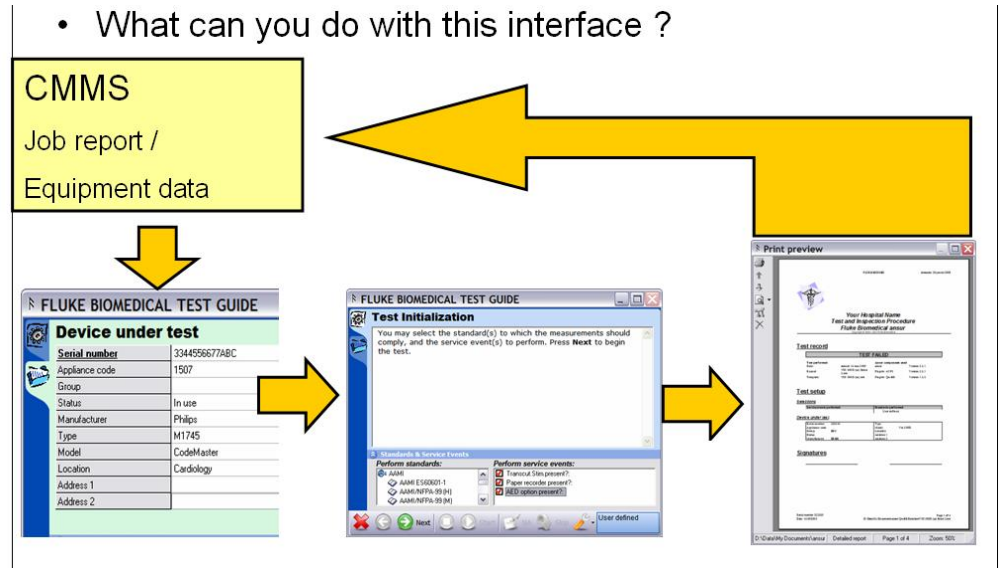 • What can you do with this interface ?
CMMS
Job report /
Equipment data
FLUKE BIOMEDICAL TEST GUIDE
Device under test
Serial number 3344556677ABC
Appliance code 1507
Group
Status In use
Manufacturer Philips
Type M1745
Model CodeMaster
Location Cardiology
Address 1
Address 2
FLUKE BIOMEDICAL TEST GUIDE
Test Initialization
You may select the standard(s) to which the measurements should
comply, and the service event(s) to perform. Press Next to begin
the test.
Standards & Service Events
Perform standards:
AAMI
AAMI ES60601-1
AAMI/NFPA-99 (H)
AAMI/NFPA-99 (M)
Perform service events:
Transcut Stim present?:
Paper recorder present?:
AED option present?:
Next
User defined
Print preview
Your Hospital Name
Test and Inspection Procedure
Fluke Biomedical ansur
Test record
TEST FAILED
Test setup
Device under test
Signatures
D:\Data\My Documents\ansur Detailed report Page 1 of 4 Zoom: 50%